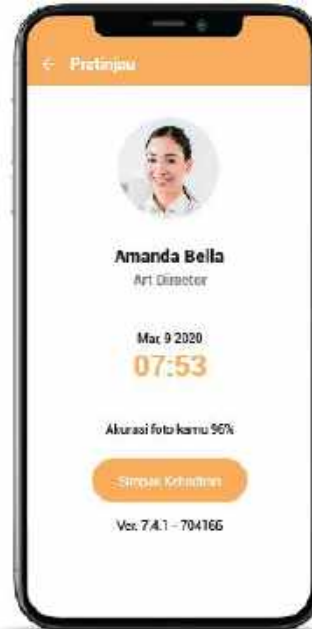 ← Pratinjau
Amanda Bella
Art Director
Mar, 9 2020
07:53
Akurasi foto kamu 96%
Simpan Kehadiran
Ver. 7.4.1 - 704166